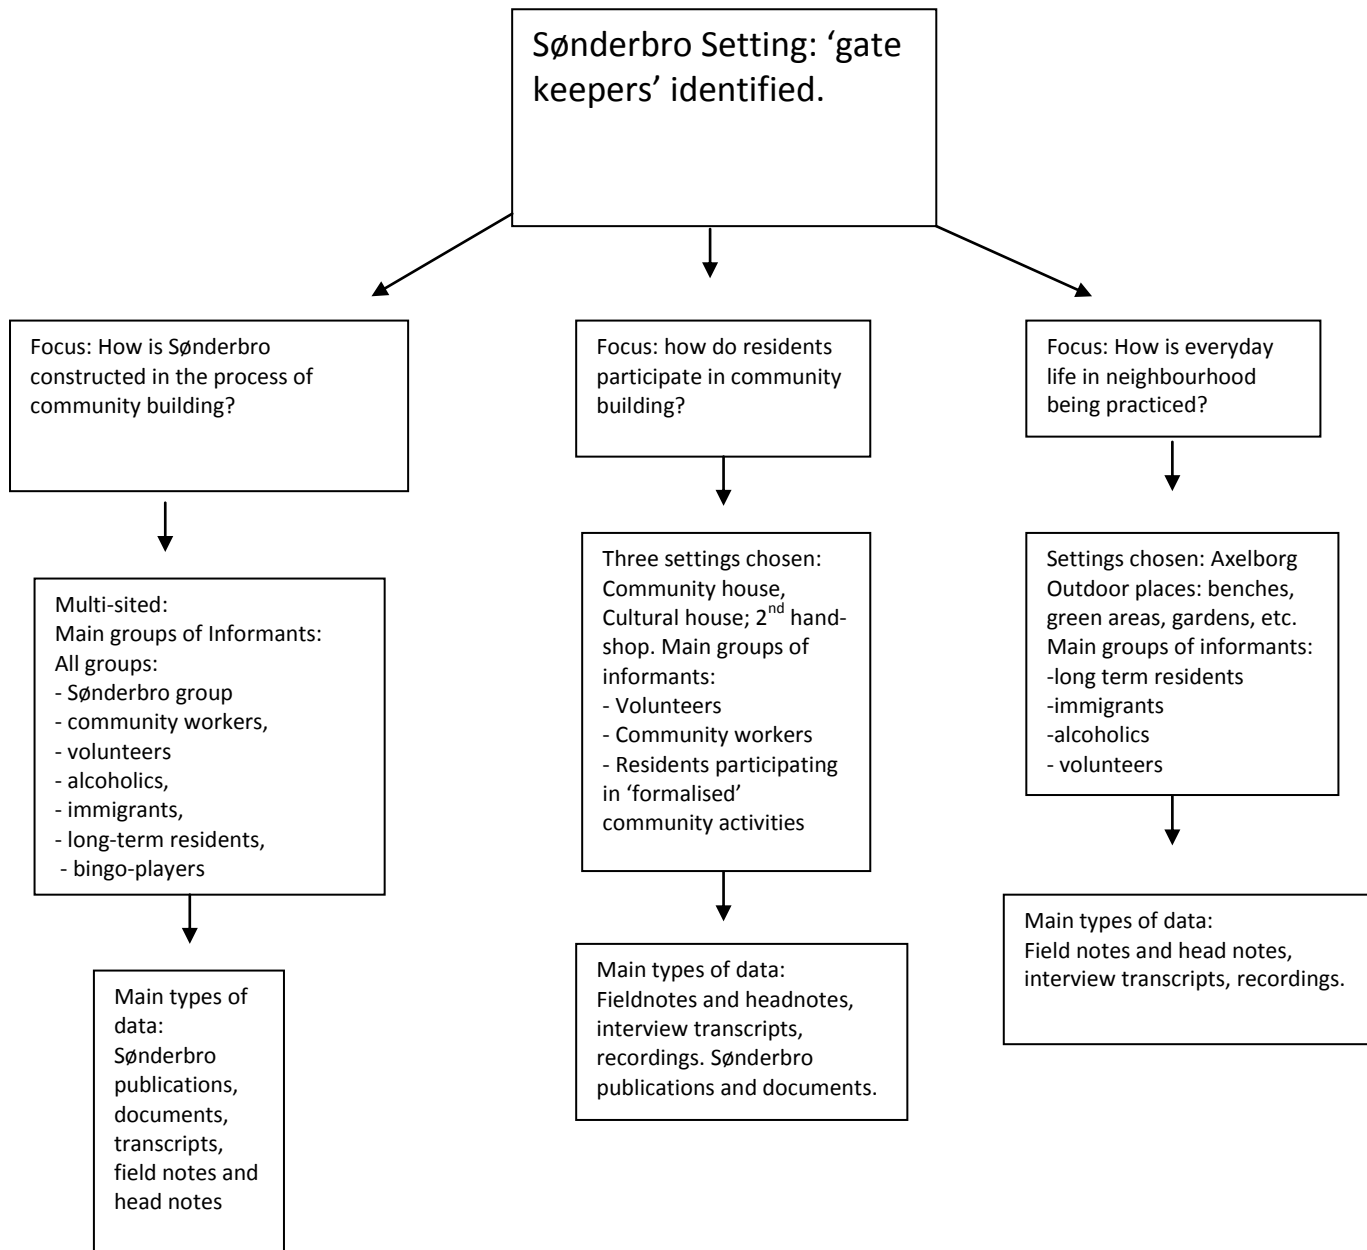 Sønderbro Setting: ‘gate
keepers’ identified.
Focus: How is Sønderbro
constructed in the process of
community building?
Focus: how do residents
participate in community
building?
Focus: How is everyday
life in neighbourhood
being practiced?
Multi-sited:
Main groups of Informants:
All groups:
- Sønderbro group
- community workers,
- volunteers
- alcoholics,
- immigrants,
- long-term residents,
- bingo-players
Three settings chosen:
Community house,
Cultural house; 2nd hand-
shop. Main groups of
informants:
- Volunteers
- Community workers
- Residents participating
in ‘formalised’
community activities
Settings chosen: Axelborg
Outdoor places: benches,
green areas, gardens, etc.
Main groups of informants:
-long term residents
-immigrants
-alcoholics
- volunteers
Main types of
data:
Sønderbro
publications,
documents,
transcripts,
field notes and
head notes
Main types of data:
Fieldnotes and headnotes,
interview transcripts,
recordings. Sønderbro
publications and documents.
Main types of data:
Field notes and head notes,
interview transcripts, recordings.